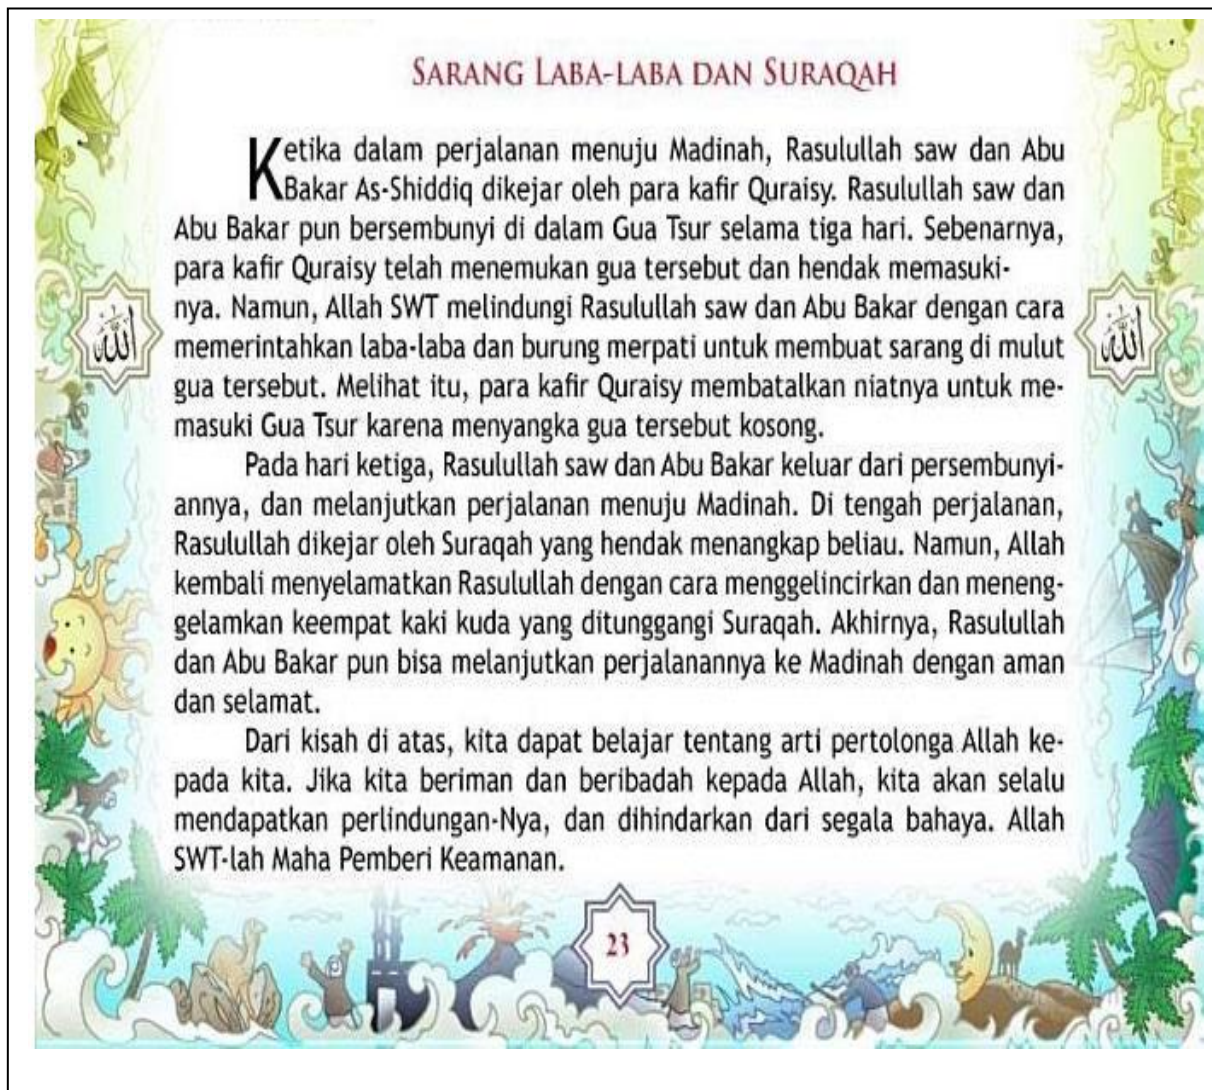 SARANG LABA-LABA DAN SURAQAH
Ketika dalam perjalanan menuju Madinah, Rasulullah saw dan Abu
Bakar As-Shiddiq dikejar oleh para kafir Quraisy. Rasulullah saw dan
Abu Bakar pun bersembunyi di dalam Gua Tsur selama tiga hari. Sebenarnya,
para kafir Quraisy telah menemukan gua tersebut dan hendak memasuki-
nya. Namun, Allah SWT melindungi Rasulullah saw dan Abu Bakar dengan cara
memerintahkan laba-laba dan burung merpati untuk membuat sarang di mulut
gua tersebut. Melihat itu, para kafir Quraisy membatalkan niatnya untuk me-
masuki Gua Tsur karena menyangka gua tersebut kosong.
Pada hari ketiga, Rasulullah saw dan Abu Bakar keluar dari persembunyi-
annya, dan melanjutkan perjalanan menuju Madinah. Di tengah perjalanan,
Rasulullah dikejar oleh Suraqah yang hendak menangkap beliau. Namun, Allah
kembali menyelamatkan Rasulullah dengan cara menggelincirkan dan meneng-
gelamkan keempat kaki kuda yang ditunggangi Suraqah. Akhirnya, Rasulullah
dan Abu Bakar pun bisa melanjutkan perjalanannya ke Madinah dengan aman
dan selamat.
Dari kisah di atas, kita dapat belajar tentang arti pertolonga Allah ke-
pada kita. Jika kita beriman dan beribadah kepada Allah, kita akan selalu
mendapatkan perlindungan-Nya, dan dihindarkan dari segala bahaya. Allah
SWT-lah Maha Pemberi Keamanan.
الله
الله
23